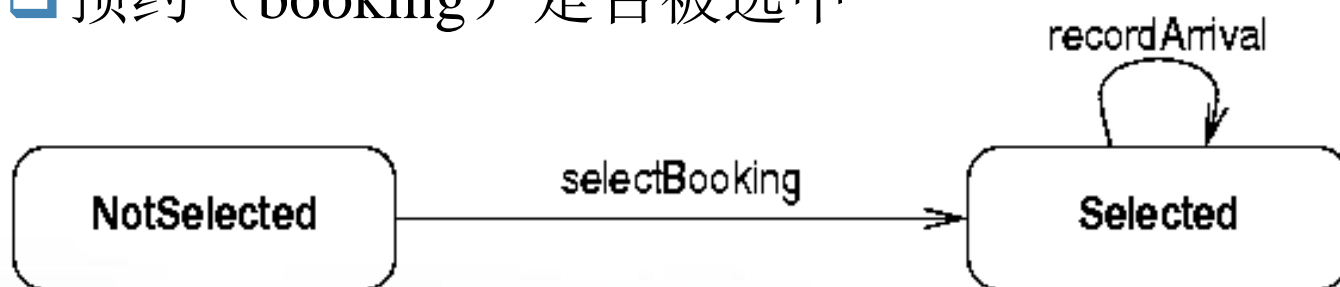 预约（booking）是否被选中
recordArrival
selectBooking
NotSelected
Selected